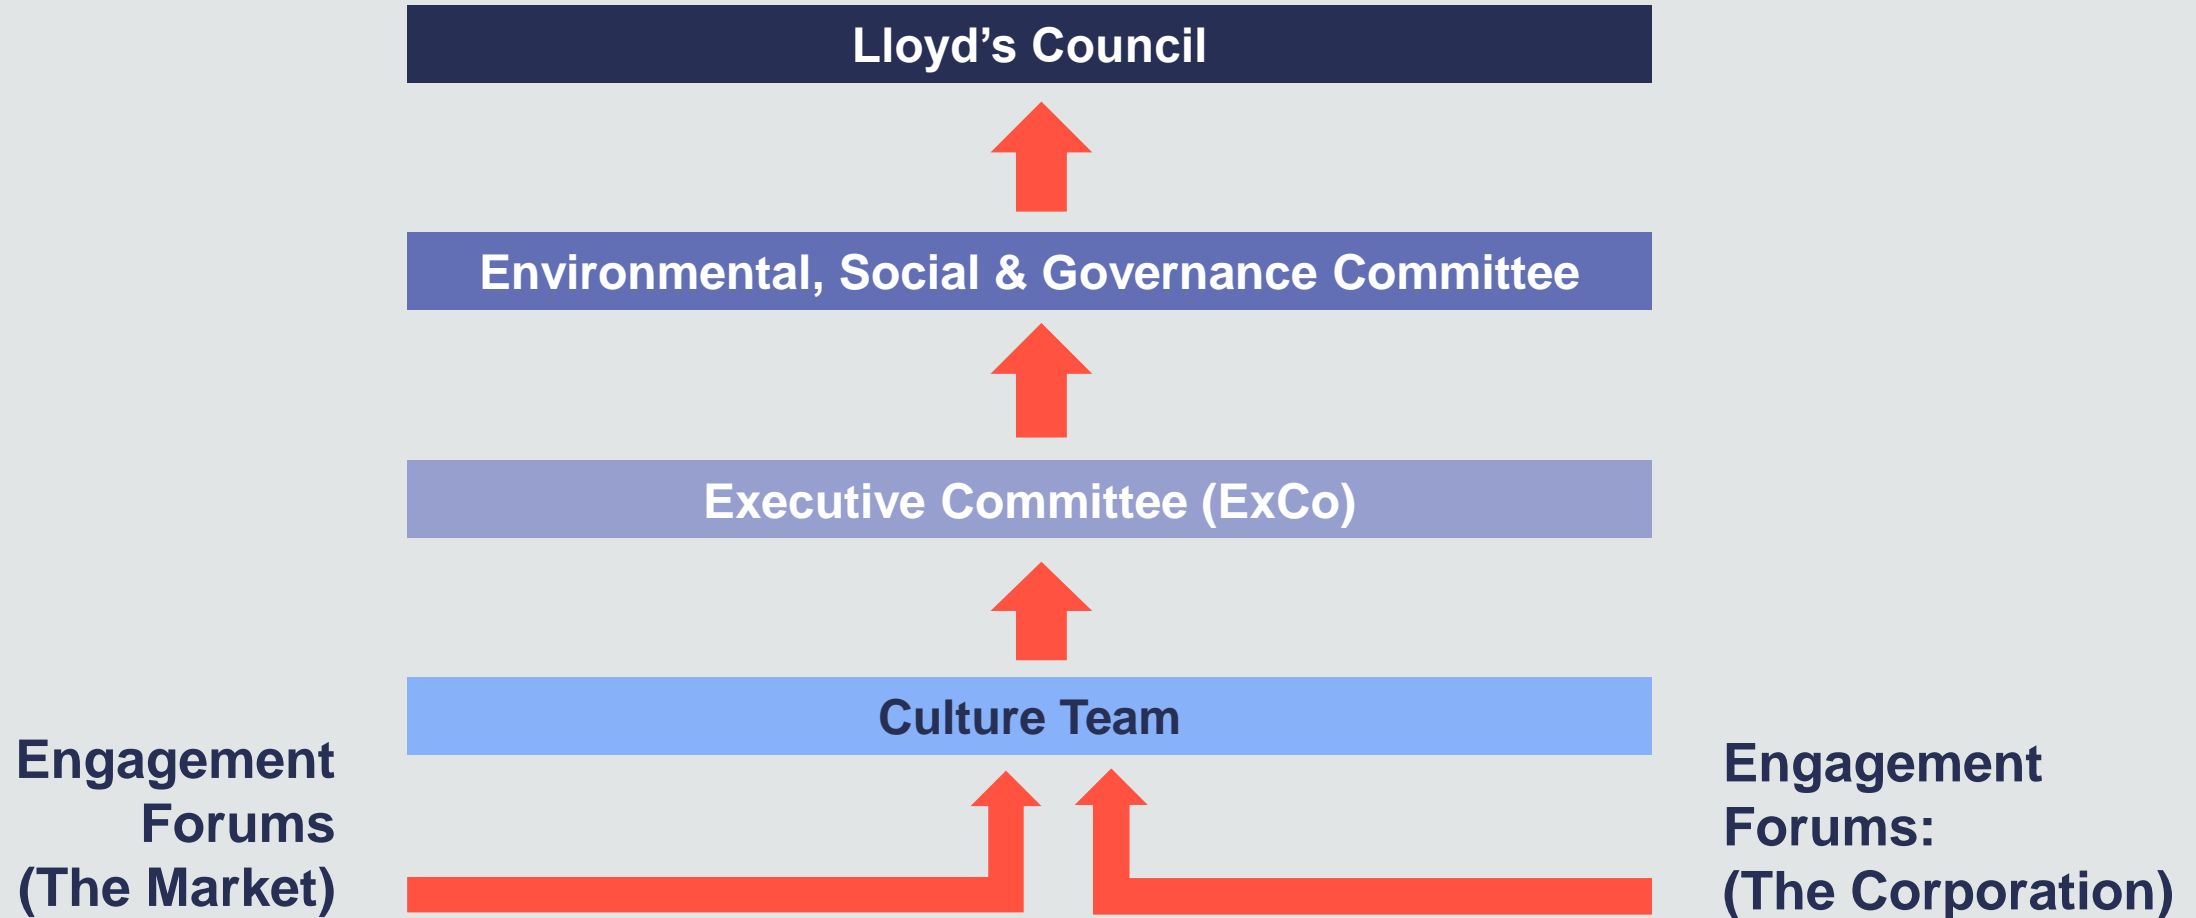 Lloyd’s Council
Environmental, Social & Governance Committee
Executive Committee (ExCo)
Culture Team
Engagement
Forums
(The Market)
Engagement
Forums:
(The Corporation)